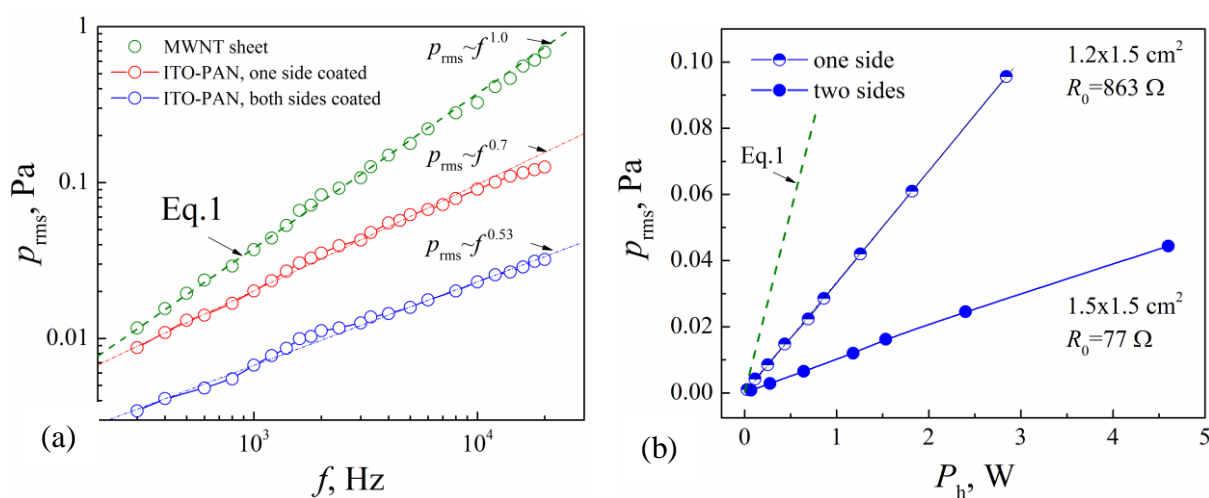 1
0.1
0.01
p_rms, Pa
MWNT sheet
ITO-PAN, one side coated
ITO-PAN, both sides coated
p_rms~f^1.0
p_rms~f^0.7
p_rms~f^0.53
Eq.1
10^3
10^4
f, Hz
(a)
0.10
0.08
0.06
0.04
0.02
0.00
p_rms, Pa
one side
two sides
1.2x1.5 cm^2
R_0=863 Ω
Eq.1
1.5x1.5 cm^2
R_0=77 Ω
0 1 2 3 4 5
P_h, W
(b)